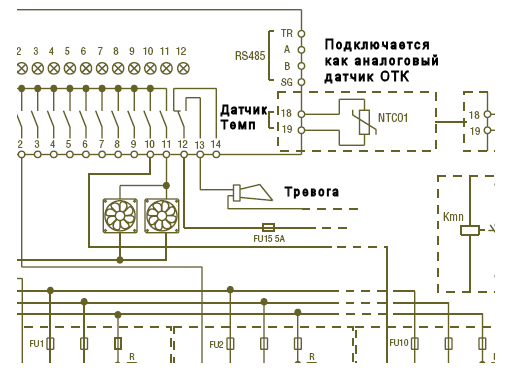 TR
A
RS485
B
SG
Подключается
как аналоговый
датчик ОТК
2 3 4 5 6 7 8 9 10 11 12
Датчик
Темп
18
19
NTC01
18
19
2 3 4 5 6 7 8 9 10 11 12 13 14
Тревога
FU15 5A
Kmn
FU1
FU2
FU10
R
R
R